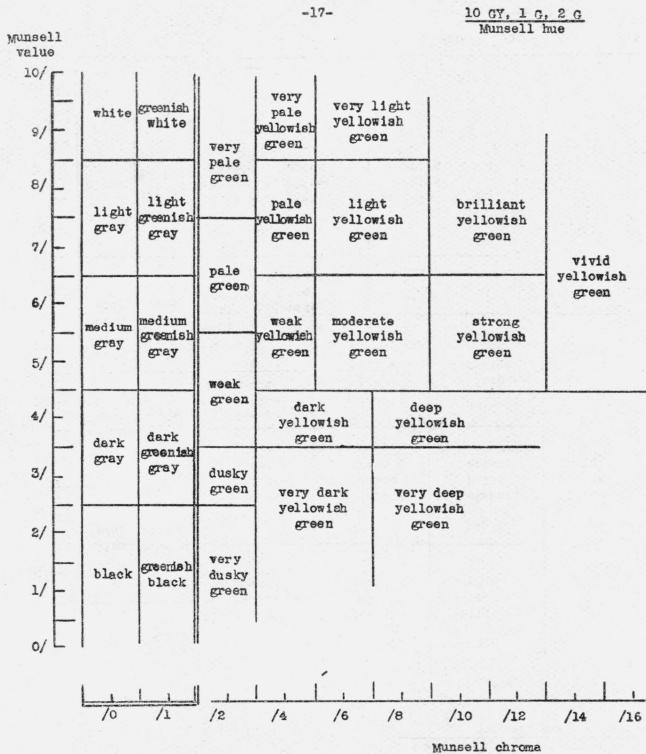 -17-
10 GY, 1 G, 2 G
Munsell hue
Munsell
value
10/
9/
8/
7/
6/
5/
4/
3/
2/
1/
0/
white
greenish
white
very
pale
green
very
pale
yellowish
green
very light
yellowish
green
light
gray
light
greenish
gray
pale
yellowish
green
light
yellowish
green
brilliant
yellowish
green
vivid
yellowish
green
pale
green
medium
gray
medium
greenish
gray
weak
yellowish
green
moderate
yellowish
green
strong
yellowish
green
weak
green
dark
gray
dark
greenish
gray
dark
yellowish
green
deep
yellowish
green
dusky
green
very dark
yellowish
green
very deep
yellowish
green
black
greenish
black
very
dusky
green
/0 /1 /2 /4 /6 /8 /10 /12 /14 /16
Munsell chroma